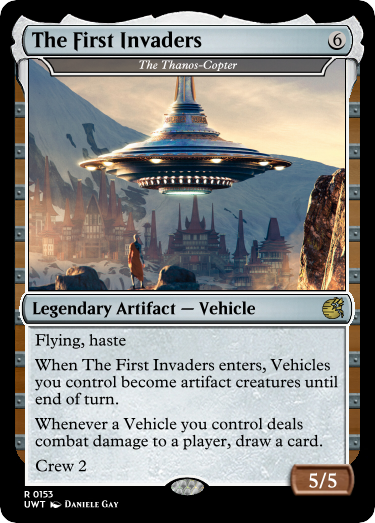 The First Invaders 6
The Thanos-Copter
Legendary Artifact — Vehicle
Flying, haste
When The First Invaders enters, Vehicles
you control become artifact creatures until
end of turn.
Whenever a Vehicle you control deals
combat damage to a player, draw a card.
Crew 2
5/5
R 0153
UWT Daniele Gay